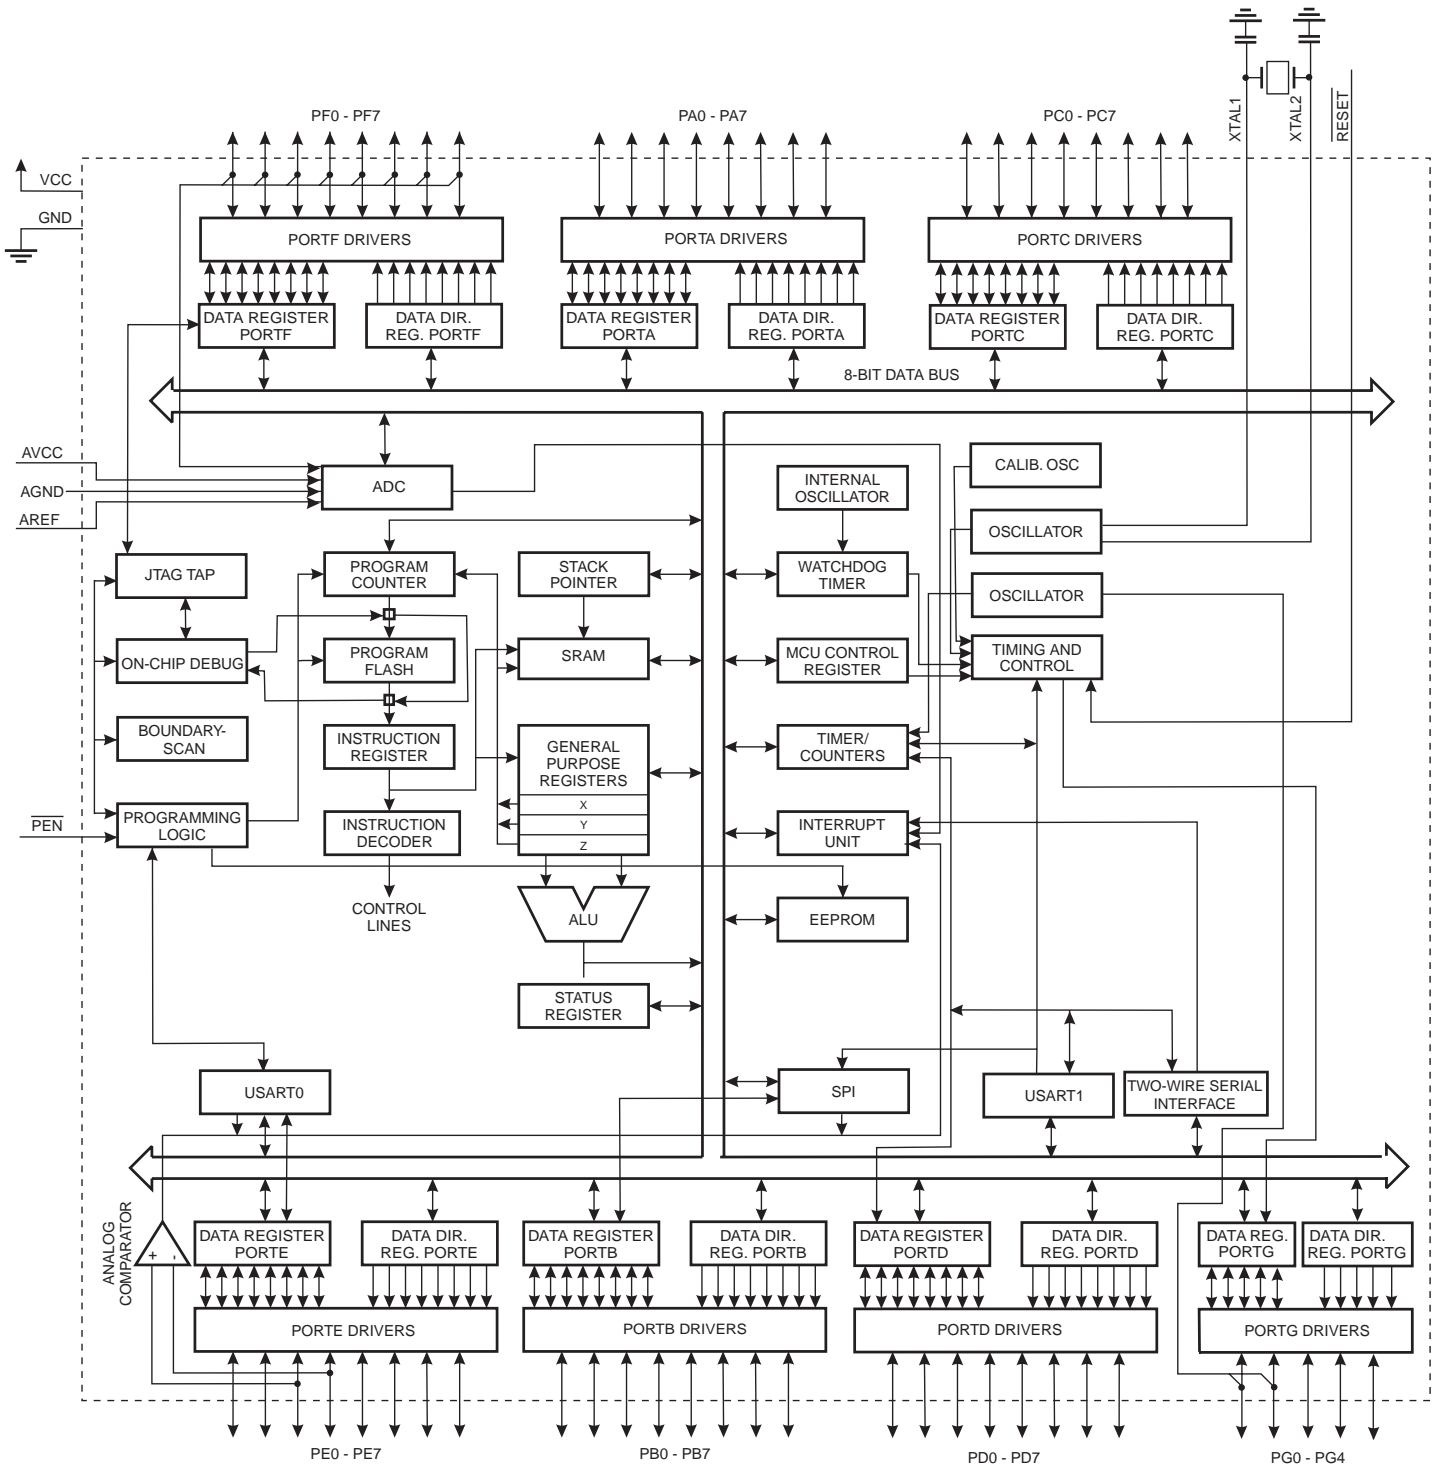 XTAL1
XTAL2
RESET
PF0 - PF7
PA0 - PA7
PC0 - PC7
VCC
GND
PORTF DRIVERS
PORTA DRIVERS
PORTC DRIVERS
DATA REGISTER
PORTF
DATA DIR.
REG. PORTF
DATA REGISTER
PORTA
DATA DIR.
REG. PORTA
DATA REGISTER
PORTC
DATA DIR.
REG. PORTC
8-BIT DATA BUS
AVCC
AGND
AREF
ADC
INTERNAL
OSCILLATOR
CALIB. OSC
OSCILLATOR
JTAG TAP
PROGRAM
COUNTER
STACK
POINTER
WATCHDOG
TIMER
OSCILLATOR
ON-CHIP DEBUG
PROGRAM
FLASH
SRAM
MCU CONTROL
REGISTER
TIMING AND
CONTROL
BOUNDARY-
SCAN
INSTRUCTION
REGISTER
GENERAL
PURPOSE
REGISTERS
X
Y
Z
TIMER/
COUNTERS
PEN
PROGRAMMING
LOGIC
INSTRUCTION
DECODER
INTERRUPT
UNIT
CONTROL
LINES
ALU
EEPROM
STATUS
REGISTER
USART0
SPI
USART1
TWO-WIRE SERIAL
INTERFACE
ANALOG
COMPARATOR
+
-
DATA REGISTER
PORTE
DATA DIR.
REG. PORTE
DATA REGISTER
PORTB
DATA DIR.
REG. PORTB
DATA REGISTER
PORTD
DATA DIR.
REG. PORTD
DATA REG.
PORTG
DATA DIR.
REG. PORTG
PORTE DRIVERS
PORTB DRIVERS
PORTD DRIVERS
PORTG DRIVERS
PE0 - PE7
PB0 - PB7
PD0 - PD7
PG0 - PG4